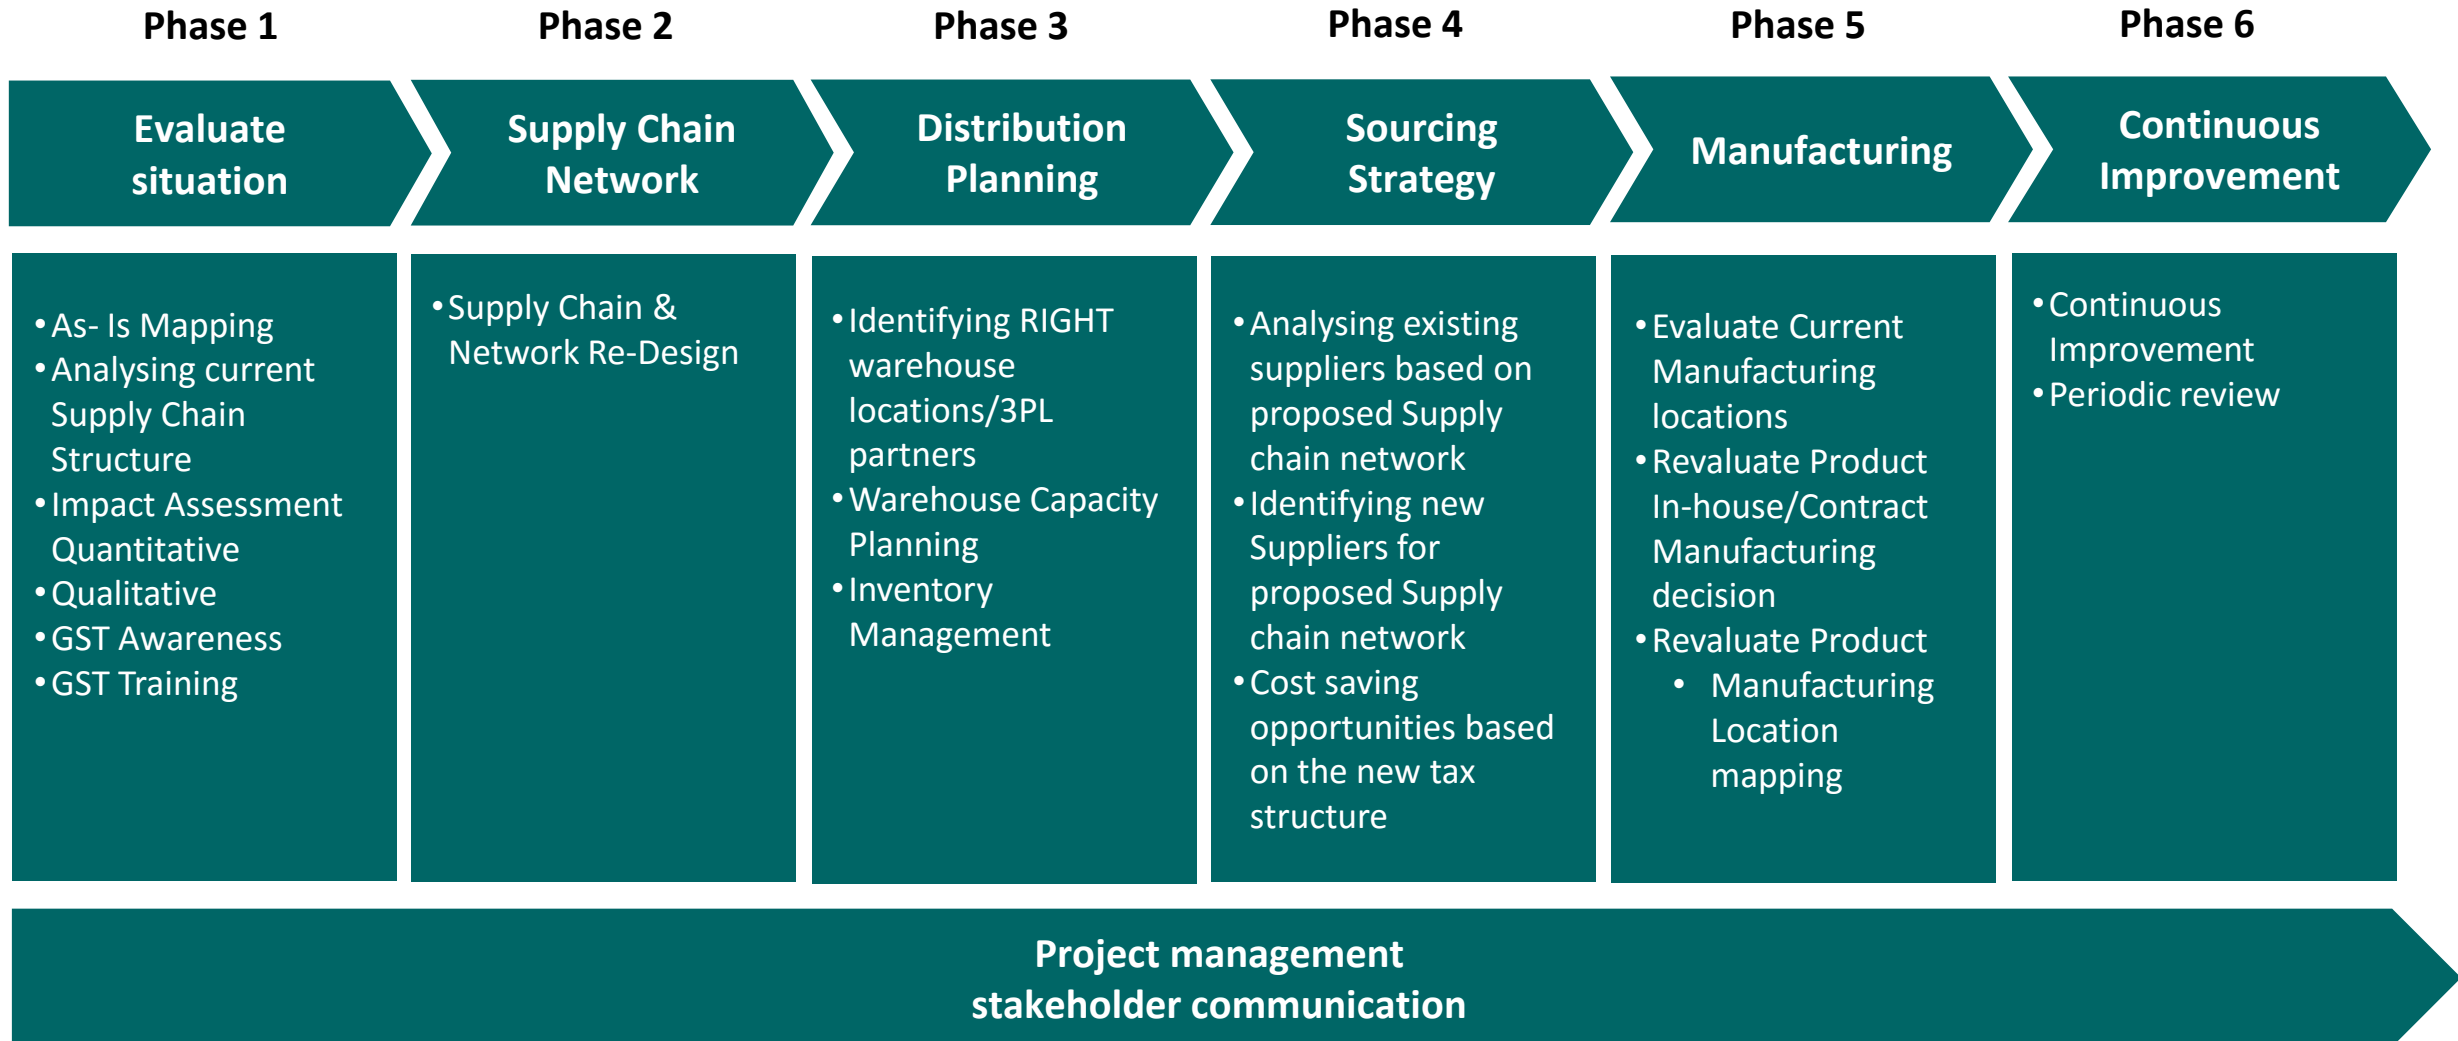 Phase 1
Phase 2
Phase 3
Phase 4
Phase 5
Phase 6
Evaluate
situation
Supply Chain
Network
Distribution
Planning
Sourcing
Strategy
Manufacturing
Continuous
Improvement
•As- Is Mapping
•Analysing current
Supply Chain
Structure
•Impact Assessment
Quantitative
•Qualitative
•GST Awareness
•GST Training
•Supply Chain &
Network Re-Design
•Identifying RIGHT
warehouse
locations/3PL
partners
•Warehouse Capacity
Planning
•Inventory
Management
•Analysing existing
suppliers based on
proposed Supply
chain network
•Identifying new
Suppliers for
proposed Supply
chain network
•Cost saving
opportunities based
on the new tax
structure
•Evaluate Current
Manufacturing
locations
•Revaluate Product
In-house/Contract
Manufacturing
decision
•Revaluate Product
• Manufacturing
Location
mapping
•Continuous
Improvement
•Periodic review
Project management
stakeholder communication